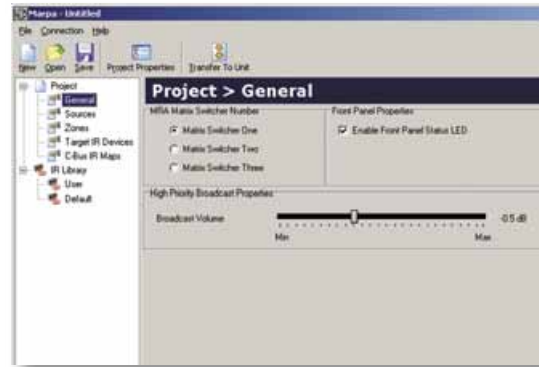 Marpa - Untitled
File Connection Help
New Open Save Project Properties Transfer To Unit
Project
General
Sources
Zones
Target IR Devices
C-Bus IR Maps
IR Library
User
Default
Project > General
MRA Matrix Switcher Number
Matrix Switcher One
Matrix Switcher Two
Matrix Switcher Three
Front Panel Properties
Enable Front Panel Status LED
High Priority Broadcast Properties
Broadcast Volume
-0.5 dB
Min Max